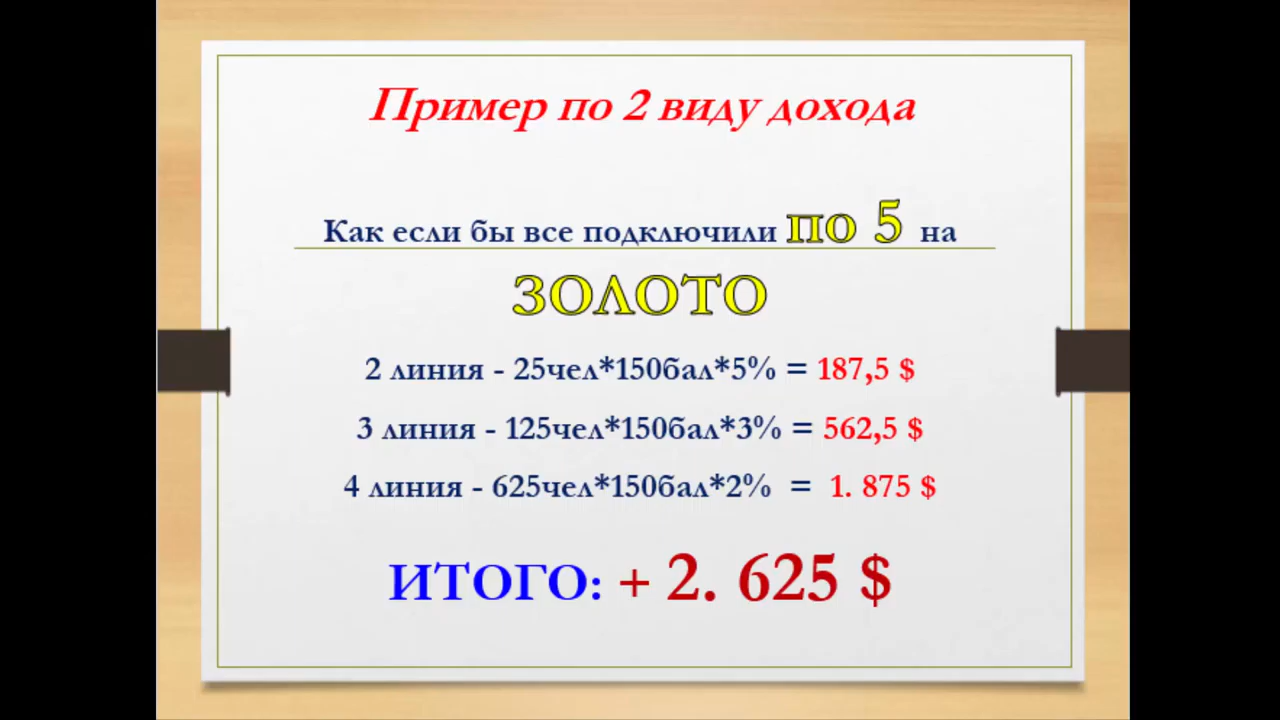 Пример по 2 виду дохода
Как если бы все подключили по 5 на
ЗОЛОТО
2 линия - 25чел*150бал*5% = 187,5 $
3 линия - 125чел*150бал*3% = 562,5 $
4 линия - 625чел*150бал*2% = 1. 875 $
ИТОГО: + 2. 625 $